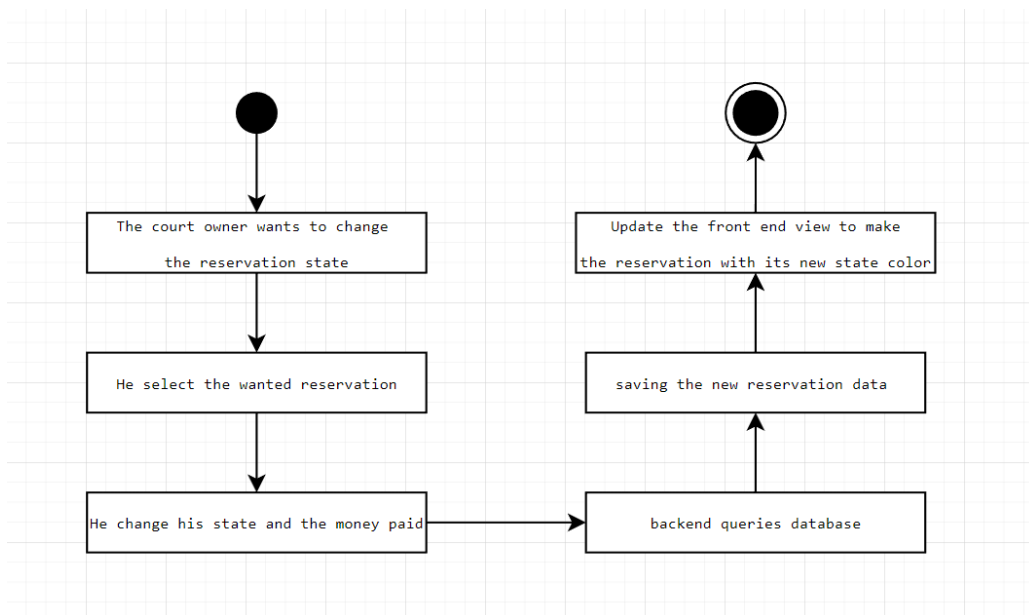 The court owner wants to change
the reservation state
He select the wanted reservation
He change his state and the money paid
backend queries database
saving the new reservation data
Update the front end view to make
the reservation with its new state color